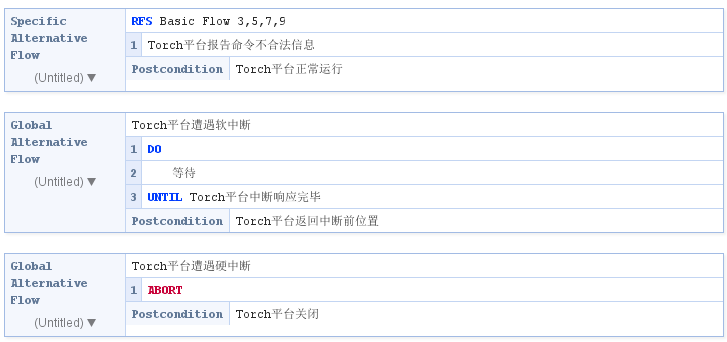 Specific Alternative Flow
(Untitled) ▼
RFS Basic Flow 3,5,7,9
1 Torch平台报告命令不合法信息
Postcondition Torch平台正常运行
Global Alternative Flow
(Untitled) ▼
Torch平台遭遇软中断
1 DO
2 等待
3 UNTIL Torch平台中断响应完毕
Postcondition Torch平台返回中断前位置
Global Alternative Flow
(Untitled) ▼
Torch平台遭遇硬中断
1 ABORT
Postcondition Torch平台关闭